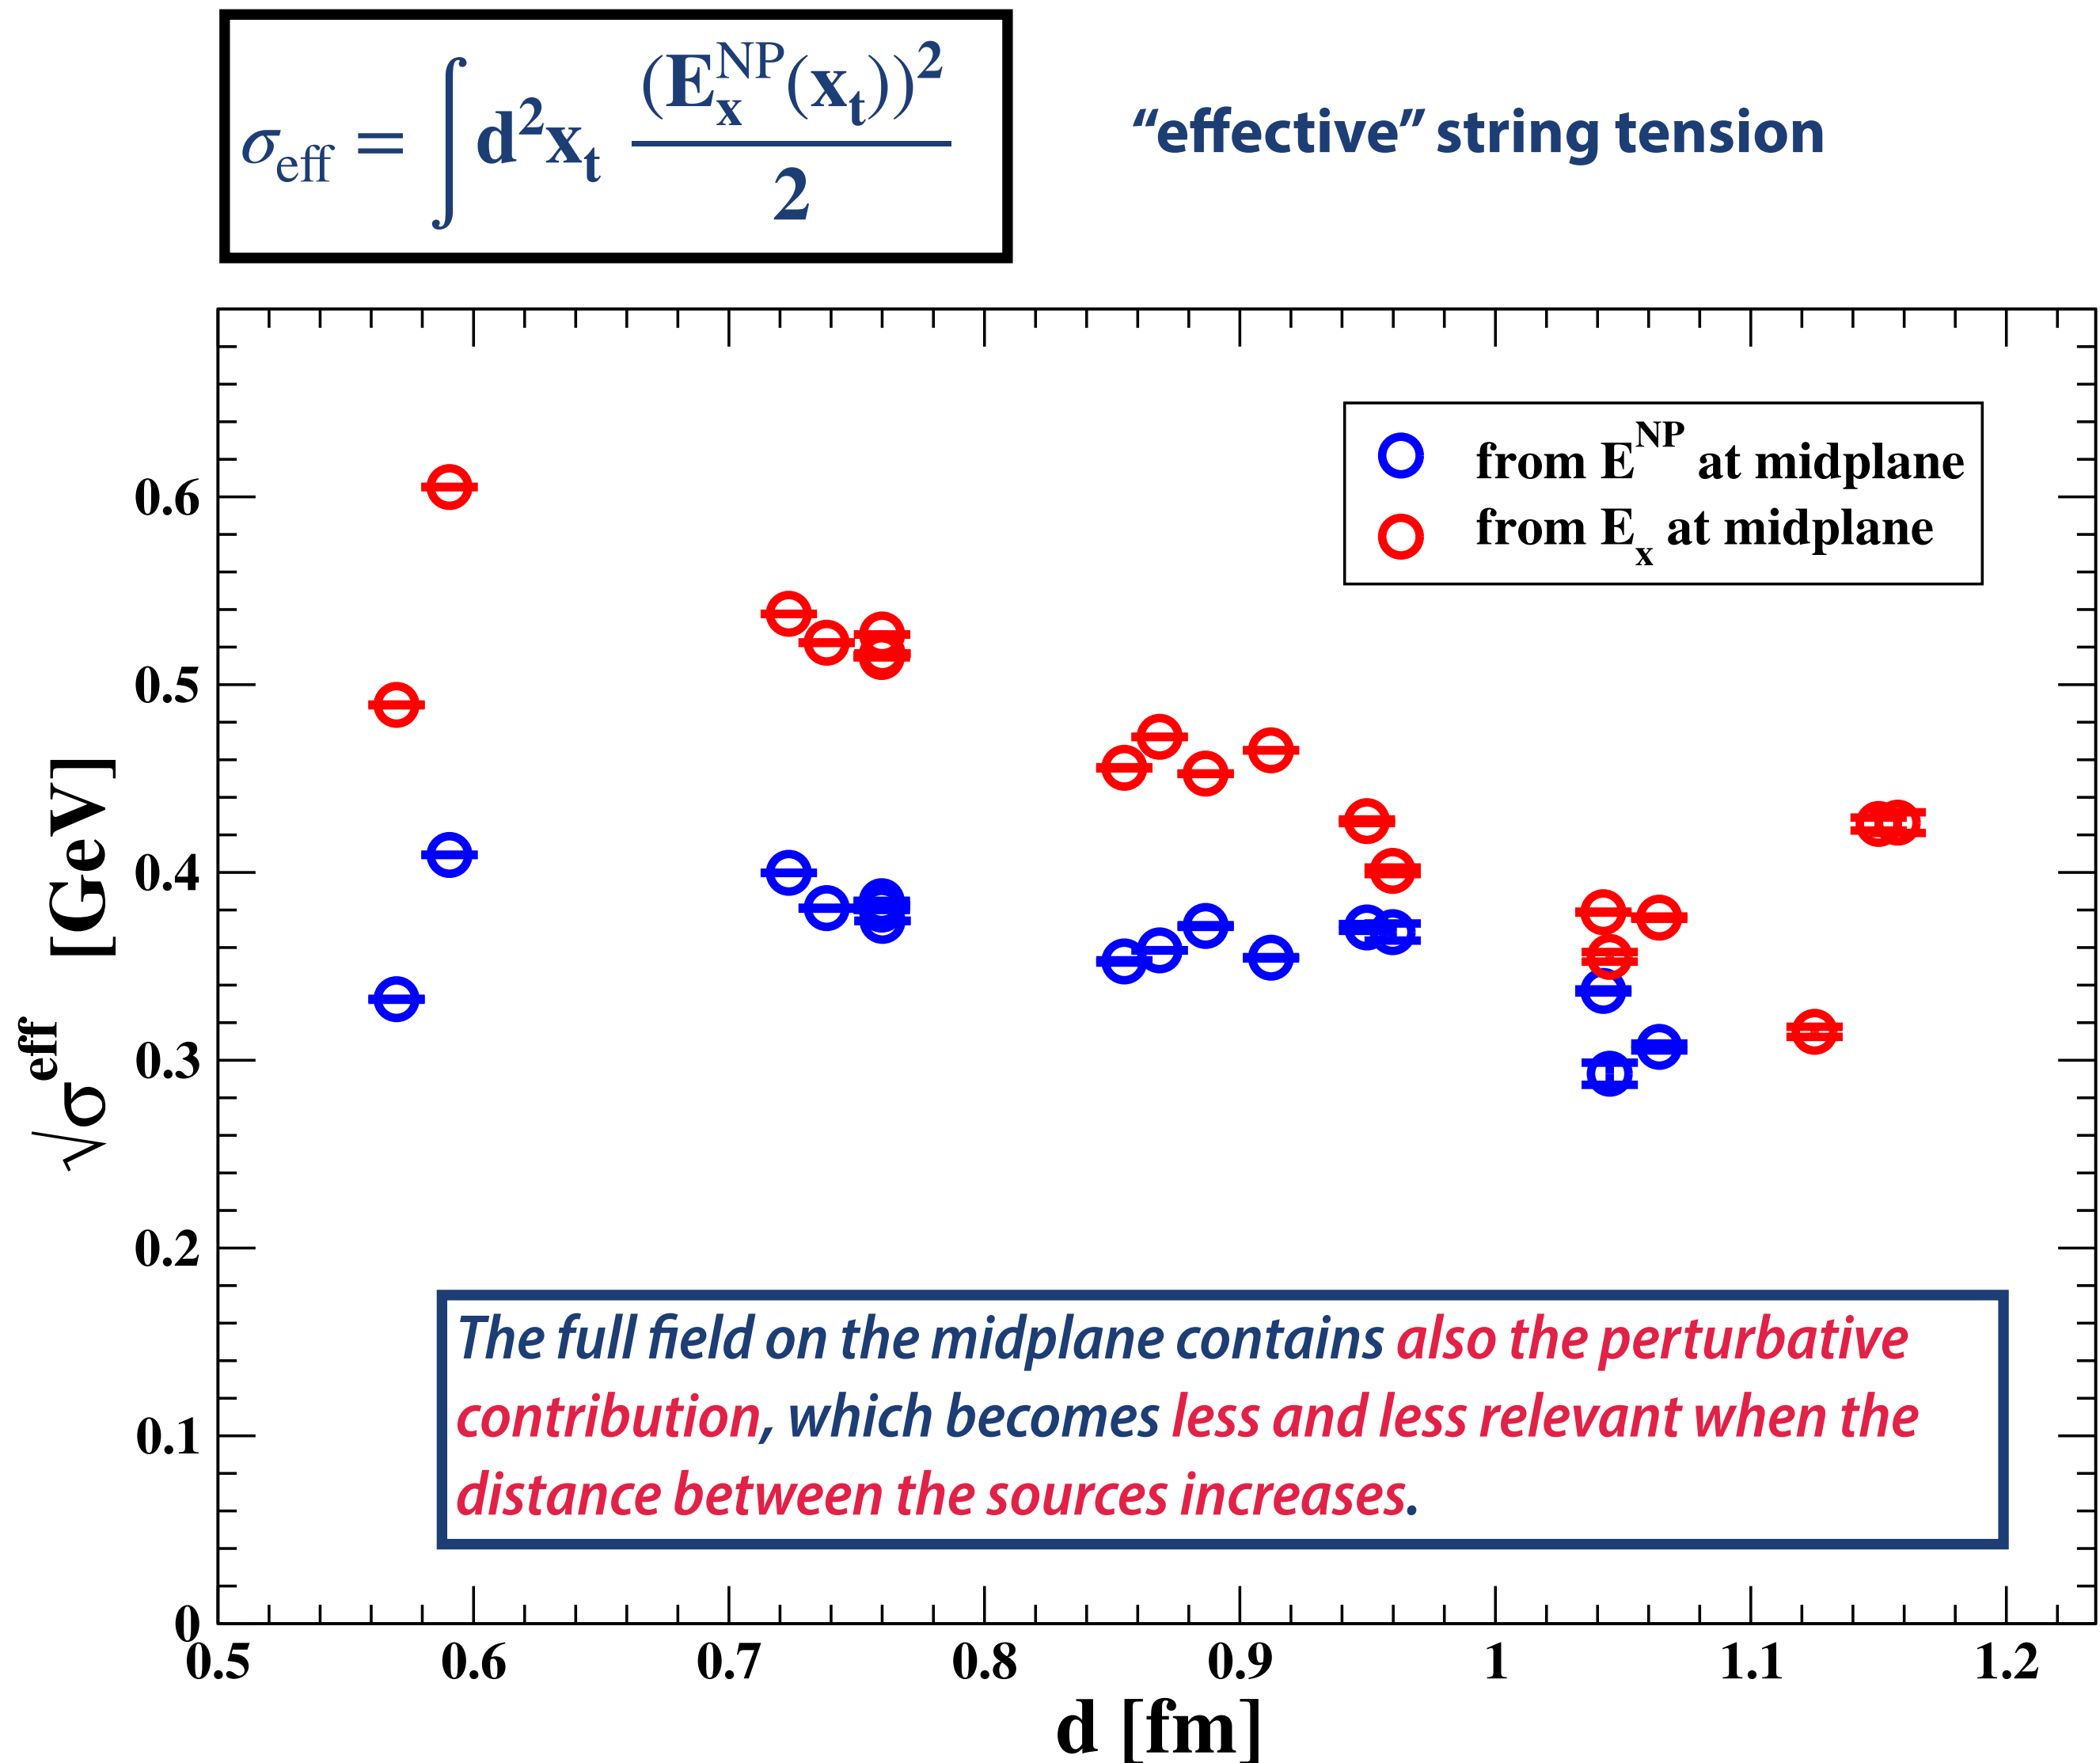 σeff = ∫ d²xt (ExNP(xt))² / 2
“effective” string tension
from ENP at midplane
from Ex at midplane
√σeff [GeV]
0.6
0.5
0.4
0.3
0.2
0.1
0
The full field on the midplane contains also the perturbative
contribution, which becomes less and less relevant when the
distance between the sources increases.
0.5 0.6 0.7 0.8 0.9 1 1.1 1.2
d [fm]